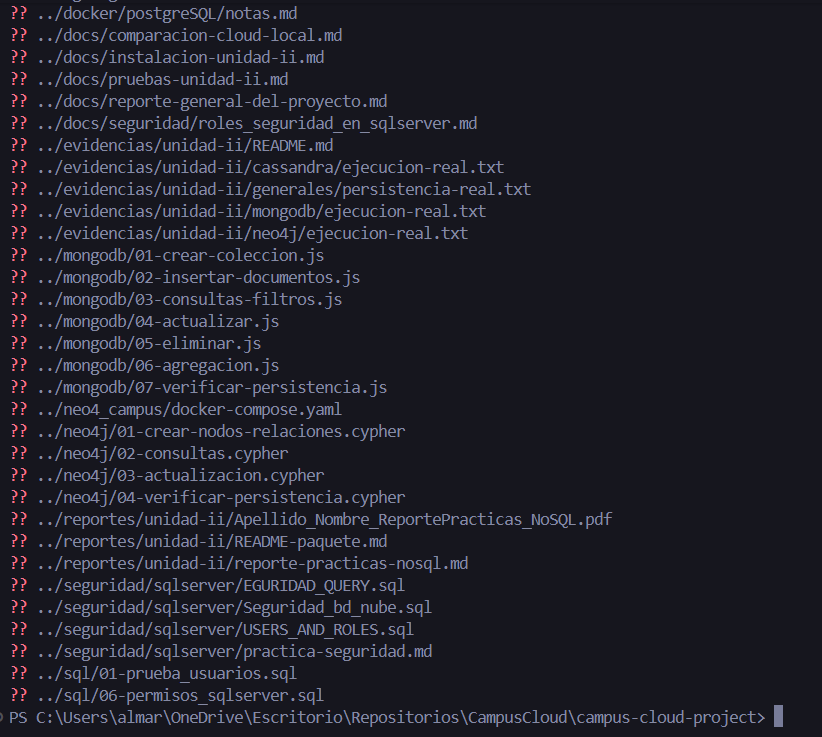 ?? ../docker/postgreSQL/notas.md
?? ../docs/comparacion-cloud-local.md
?? ../docs/instalacion-unidad-ii.md
?? ../docs/pruebas-unidad-ii.md
?? ../docs/reporte-general-del-proyecto.md
?? ../docs/seguridad/roles_seguridad_en_sqlserver.md
?? ../evidencias/unidad-ii/README.md
?? ../evidencias/unidad-ii/cassandra/ejecucion-real.txt
?? ../evidencias/unidad-ii/generales/persistencia-real.txt
?? ../evidencias/unidad-ii/mongodb/ejecucion-real.txt
?? ../evidencias/unidad-ii/neo4j/ejecucion-real.txt
?? ../mongodb/01-crear-coleccion.js
?? ../mongodb/02-insertar-documentos.js
?? ../mongodb/03-consultas-filtros.js
?? ../mongodb/04-actualizar.js
?? ../mongodb/05-eliminar.js
?? ../mongodb/06-agregacion.js
?? ../mongodb/07-verificar-persistencia.js
?? ../neo4_campus/docker-compose.yaml
?? ../neo4j/01-crear-nodos-relaciones.cypher
?? ../neo4j/02-consultas.cypher
?? ../neo4j/03-actualizacion.cypher
?? ../neo4j/04-verificar-persistencia.cypher
?? ../reportes/unidad-ii/Apellido_Nombre_ReportePracticas_NoSQL.pdf
?? ../reportes/unidad-ii/README-paquete.md
?? ../reportes/unidad-ii/reporte-practicas-nosql.md
?? ../seguridad/sqlserver/EGURIDAD_QUERY.sql
?? ../seguridad/sqlserver/Seguridad_bd_nube.sql
?? ../seguridad/sqlserver/USERS_AND_ROLES.sql
?? ../seguridad/sqlserver/practica-seguridad.md
?? ../sql/01-prueba_usuarios.sql
?? ../sql/06-permisos_sqlserver.sql
PS C:\Users\almar\OneDrive\Escritorio\Repositorios\CampusCloud\campus-cloud-project>